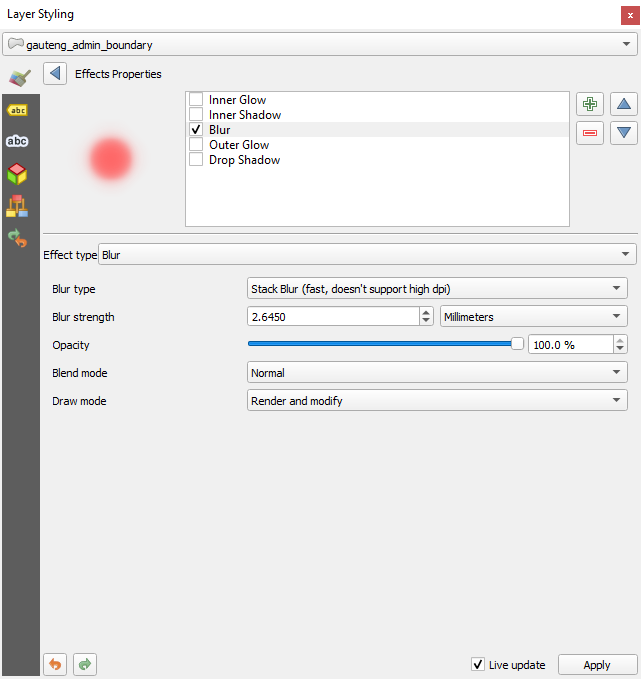 Layer Styling
x
gauteng_admin_boundary
Effects Properties
abc
abc
Inner Glow
Inner Shadow
Blur
Outer Glow
Drop Shadow
Effect type Blur
Blur type Stack Blur (fast, doesn't support high dpi)
Blur strength 2.6450 Millimeters
Opacity 100.0 %
Blend mode Normal
Draw mode Render and modify
Live update Apply